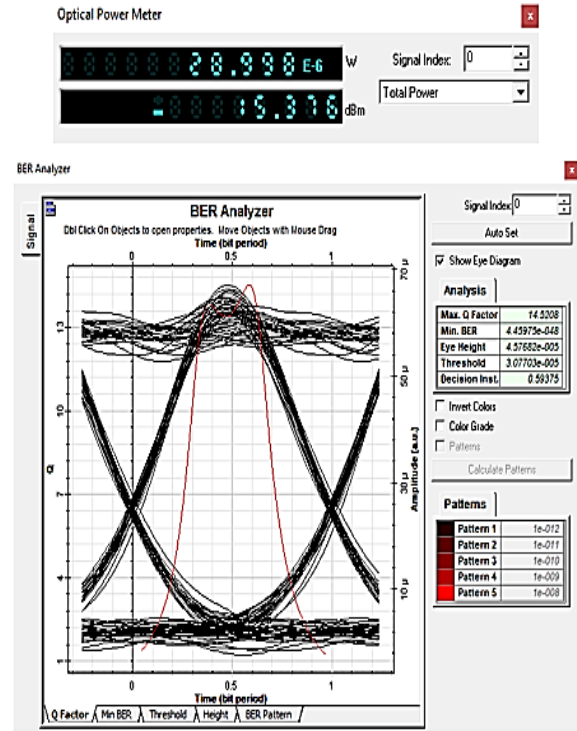 Optical Power Meter
x
28.998 E-6 W
Signal Index: 0
- 15.376 dBm
Total Power
BER Analyzer
x
Signal
BER Analyzer
Dbl Click On Objects to open properties. Move Objects with Mouse Drag
Time (bit period)
0 0.5 1
70 µ
50 µ
30 µ
10 µ
Amplitude (a.u.)
13
10
7
4
1
Q
0 0.5 1
Time (bit period)
Q Factor Min BER Threshold Height BER Pattern
Signal Index: 0
Auto Set
Show Eye Diagram
Analysis
Max. Q Factor 14.5208
Min. BER 4.45975e-048
Eye Height 4.57682e-005
Threshold 3.07703e-005
Decision Inst. 0.59375
Invert Colors
Color Grade
Patterns
Calculate Patterns
Patterns
Pattern 1 1e-012
Pattern 2 1e-011
Pattern 3 1e-010
Pattern 4 1e-009
Pattern 5 1e-008